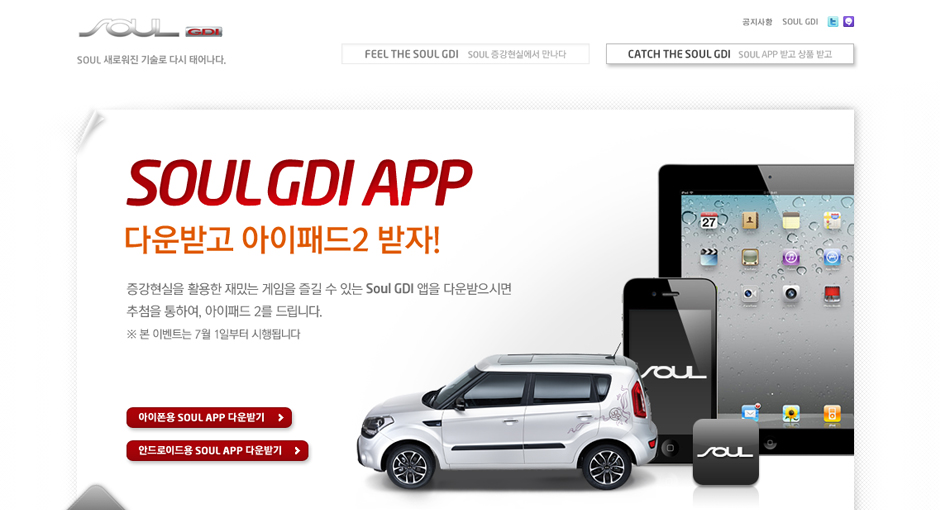 SOUL GDI
SOUL 새로워진 기술로 다시 태어나다.
공지사항 SOUL GDI
FEEL THE SOUL GDI SOUL 증강현실에서 만나다
CATCH THE SOUL GDI SOUL APP 받고 상품 받고
SOUL GDI APP
다운받고 아이패드2 받자!
증강현실을 활용한 재밌는 게임을 즐길 수 있는 Soul GDI 앱을 다운받으시면
추첨을 통하여, 아이패드 2를 드립니다.
※ 본 이벤트는 7월 1일부터 시행됩니다
아이폰용 SOUL APP 다운받기
안드로이드용 SOUL APP 다운받기
27
SOUL
SOUL